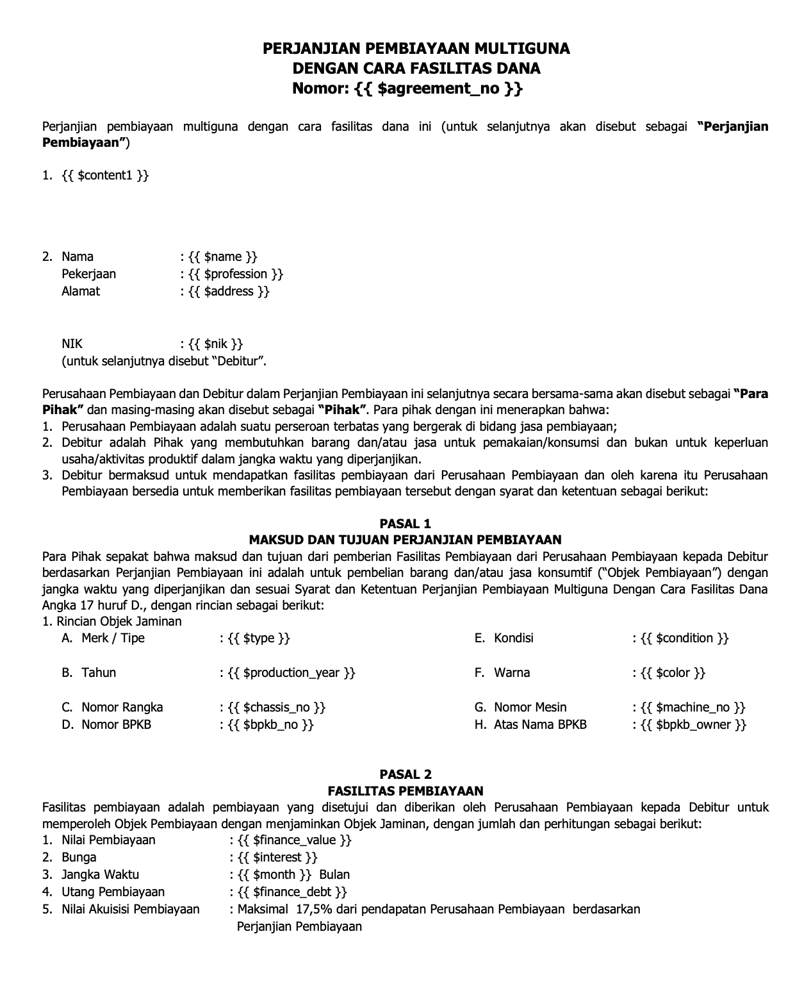 PERJANJIAN PEMBIAYAAN MULTIGUNA
DENGAN CARA FASILITAS DANA
Nomor: {{ $agreement_no }}
Perjanjian pembiayaan multiguna dengan cara fasilitas dana ini (untuk selanjutnya akan disebut sebagai “Perjanjian
Pembiayaan”)
1. {{ $content1 }}
2. Nama : {{ $name }}
Pekerjaan : {{ $profession }}
Alamat : {{ $address }}
NIK : {{ $nik }}
(untuk selanjutnya disebut “Debitur”.
Perusahaan Pembiayaan dan Debitur dalam Perjanjian Pembiayaan ini selanjutnya secara bersama-sama akan disebut sebagai “Para
Pihak” dan masing-masing akan disebut sebagai “Pihak”. Para pihak dengan ini menerapkan bahwa:
1. Perusahaan Pembiayaan adalah suatu perseroan terbatas yang bergerak di bidang jasa pembiayaan;
2. Debitur adalah Pihak yang membutuhkan barang dan/atau jasa untuk pemakaian/konsumsi dan bukan untuk keperluan
usaha/aktivitas produktif dalam jangka waktu yang diperjanjikan.
3. Debitur bermaksud untuk mendapatkan fasilitas pembiayaan dari Perusahaan Pembiayaan dan oleh karena itu Perusahaan
Pembiayaan bersedia untuk memberikan fasilitas pembiayaan tersebut dengan syarat dan ketentuan sebagai berikut:
PASAL 1
MAKSUD DAN TUJUAN PERJANJIAN PEMBIAYAAN
Para Pihak sepakat bahwa maksud dan tujuan dari pemberian Fasilitas Pembiayaan dari Perusahaan Pembiayaan kepada Debitur
berdasarkan Perjanjian Pembiayaan ini adalah untuk pembelian barang dan/atau jasa konsumtif (“Objek Pembiayaan”) dengan
jangka waktu yang diperjanjikan dan sesuai Syarat dan Ketentuan Perjanjian Pembiayaan Multiguna Dengan Cara Fasilitas Dana
Angka 17 huruf D., dengan rincian sebagai berikut:
1. Rincian Objek Jaminan
A. Merk / Tipe : {{ $type }} E. Kondisi : {{ $condition }}
B. Tahun : {{ $production_year }} F. Warna : {{ $color }}
C. Nomor Rangka : {{ $chassis_no }} G. Nomor Mesin : {{ $machine_no }}
D. Nomor BPKB : {{ $bpkb_no }} H. Atas Nama BPKB : {{ $bpkb_owner }}
PASAL 2
FASILITAS PEMBIAYAAN
Fasilitas pembiayaan adalah pembiayaan yang disetujui dan diberikan oleh Perusahaan Pembiayaan kepada Debitur untuk
memperoleh Objek Pembiayaan dengan menjaminkan Objek Jaminan, dengan jumlah dan perhitungan sebagai berikut:
1. Nilai Pembiayaan : {{ $finance_value }}
2. Bunga : {{ $interest }}
3. Jangka Waktu : {{ $month }} Bulan
4. Utang Pembiayaan : {{ $finance_debt }}
5. Nilai Akuisisi Pembiayaan : Maksimal 17,5% dari pendapatan Perusahaan Pembiayaan berdasarkan
Perjanjian Pembiayaan